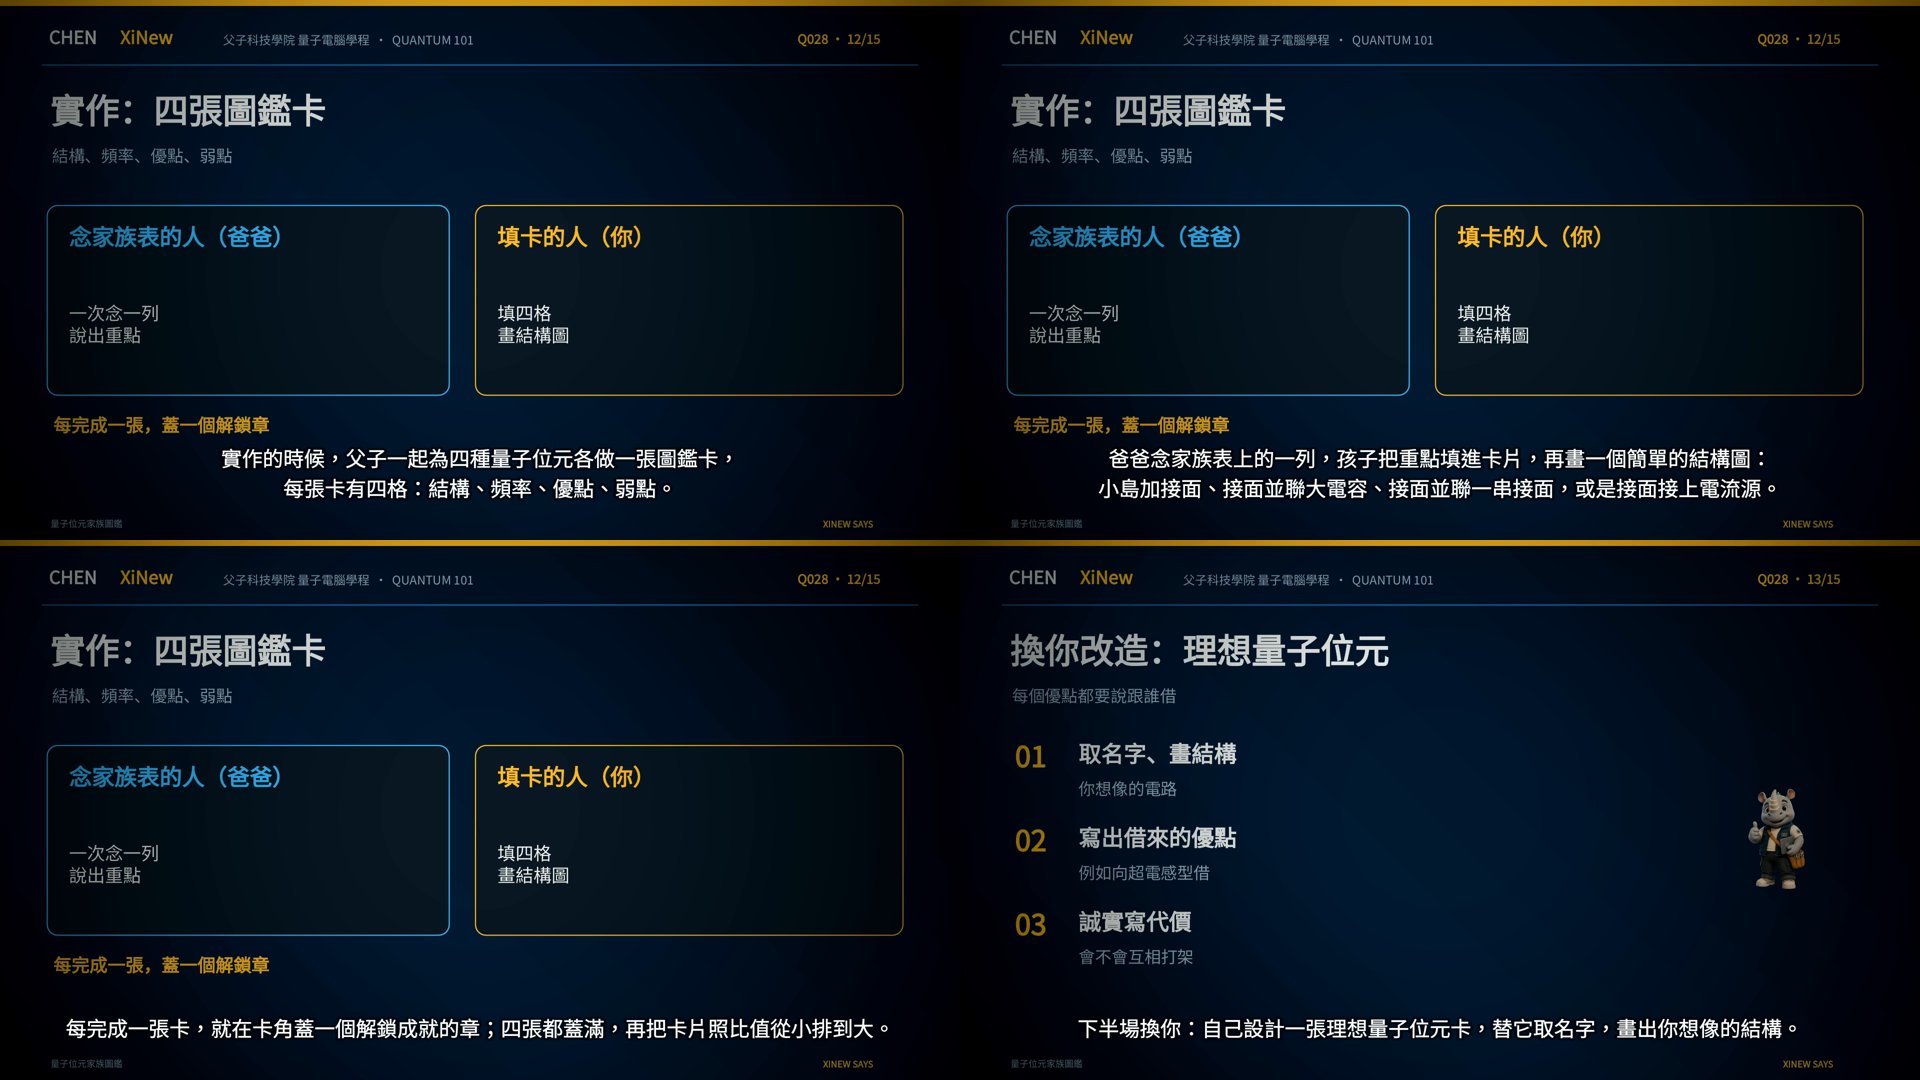 CHEN XiNew 父子科技學院 量子電腦學程 · QUANTUM 101 Q028 · 12/15
實作：四張圖鑑卡
結構、頻率、優點、弱點
念家族表的人（爸爸）
一次念一列
說出重點
填卡的人（你）
填四格
畫結構圖
每完成一張，蓋一個解鎖章
實作的時候，父子一起為四種量子位元各做一張圖鑑卡，
每張卡有四格：結構、頻率、優點、弱點。
量子位元家族圖鑑 XINEW SAYS
CHEN XiNew 父子科技學院 量子電腦學程 · QUANTUM 101 Q028 · 12/15
實作：四張圖鑑卡
結構、頻率、優點、弱點
念家族表的人（爸爸）
一次念一列
說出重點
填卡的人（你）
填四格
畫結構圖
每完成一張，蓋一個解鎖章
爸爸念家族表上的一列，孩子把重點填進卡片，再畫一個簡單的結構圖：
小島加接面、接面並聯大電容、接面並聯一串接面，或是接面接上電流源。
量子位元家族圖鑑 XINEW SAYS
CHEN XiNew 父子科技學院 量子電腦學程 · QUANTUM 101 Q028 · 12/15
實作：四張圖鑑卡
結構、頻率、優點、弱點
念家族表的人（爸爸）
一次念一列
說出重點
填卡的人（你）
填四格
畫結構圖
每完成一張，蓋一個解鎖章
每完成一張卡，就在卡角蓋一個解鎖成就的章；四張都蓋滿，再把卡片照比值從小排到大。
量子位元家族圖鑑 XINEW SAYS
CHEN XiNew 父子科技學院 量子電腦學程 · QUANTUM 101 Q028 · 13/15
換你改造：理想量子位元
每個優點都要說跟誰借
01 取名字、畫結構
你想像的電路
02 寫出借來的優點
例如向超電感型借
03 誠實寫代價
會不會互相打架
下半場換你：自己設計一張理想量子位元卡，替它取名字，畫出你想像的結構。
量子位元家族圖鑑 XINEW SAYS